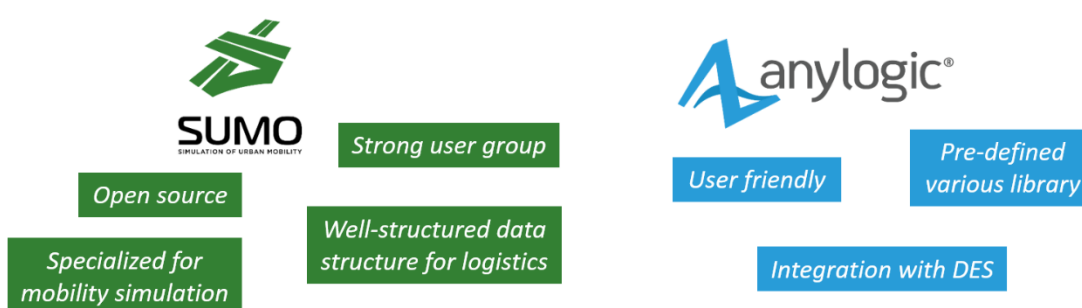 SUMO
SIMULATION OF URBAN MOBILITY
Strong user group
Open source
Well-structured data
structure for logistics
Specialized for
mobility simulation
anylogic®
User friendly
Pre-defined
various library
Integration with DES